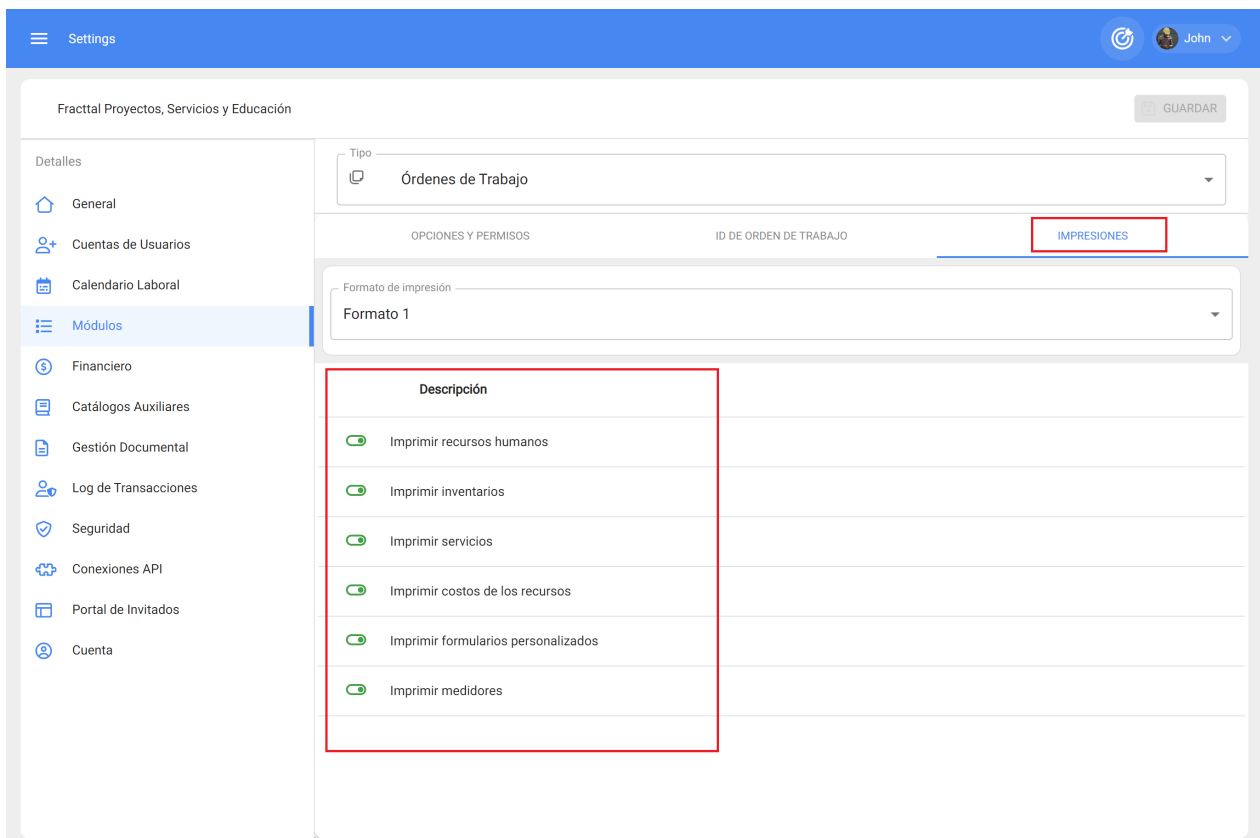 Settings
John
Fracttal Proyectos, Servicios y Educación
GUARDAR
Detalles
General
Cuentas de Usuarios
Calendario Laboral
Módulos
Financiero
Catálogos Auxiliares
Gestión Documental
Log de Transacciones
Seguridad
Conexiones API
Portal de Invitados
Cuenta
Tipo
Órdenes de Trabajo
OPCIONES Y PERMISOS
ID DE ORDEN DE TRABAJO
IMPRESIONES
Formato de impresión
Formato 1
Descripción
Imprimir recursos humanos
Imprimir inventarios
Imprimir servicios
Imprimir costos de los recursos
Imprimir formularios personalizados
Imprimir medidores